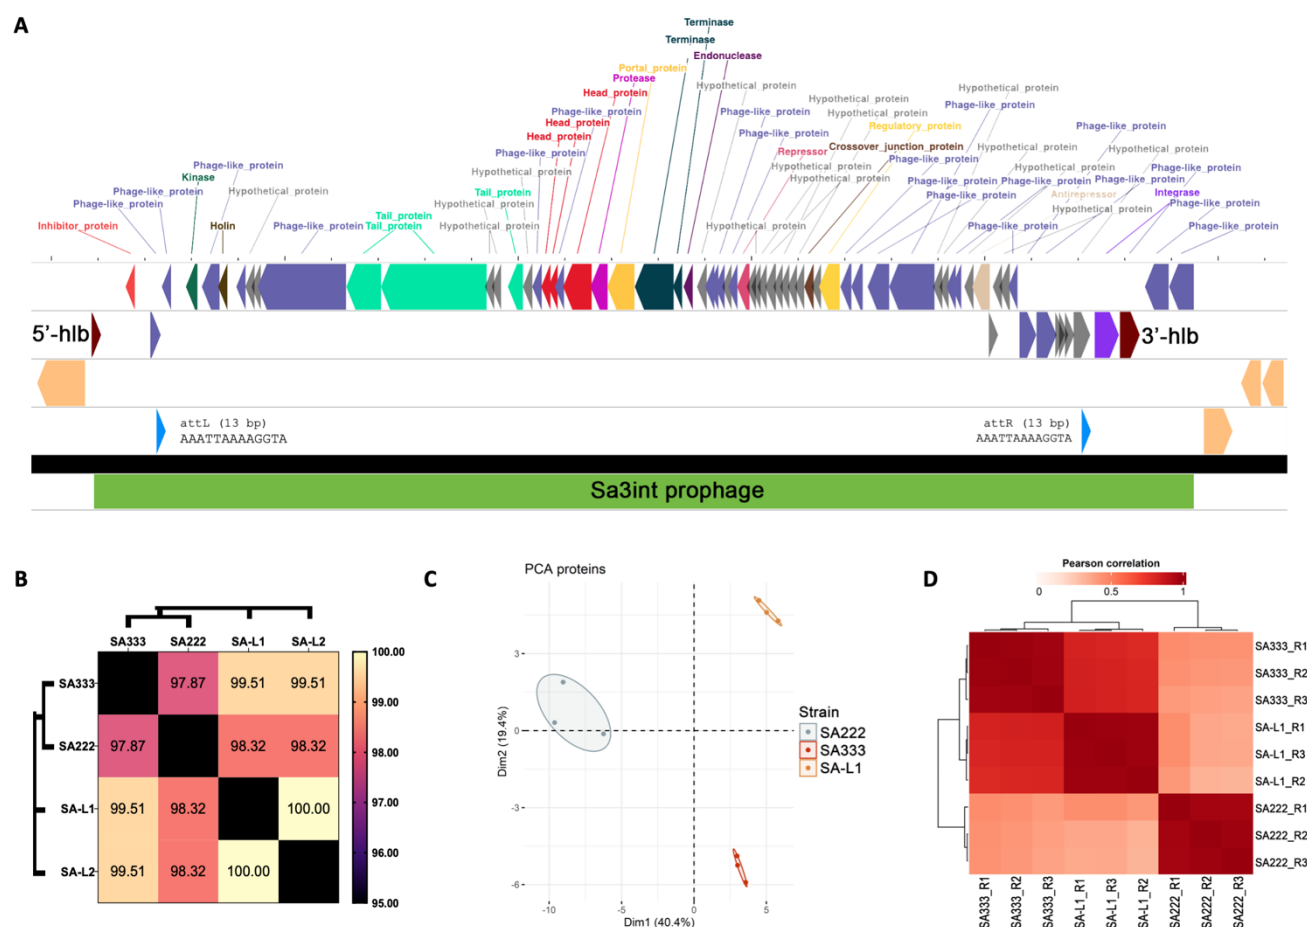 A
Terminase
Terminase
Endonuclease
Portal_protein
Protease
Hypothetical_protein
Hypothetical_protein
Head_protein
Hypothetical_protein
Phage-like_protein
Phage-like_protein
Phage-like_protein
Hypothetical_protein
Head_protein
Regulatory_protein
Phage-like_protein
Head_protein
Phage-like_protein
Phage-like_protein
Crossover_junction_protein
Hypothetical_protein
Hypothetical_protein
Phage-like_protein
Repressor
Phage-like_protein
Phage-like_protein
Hypothetical_protein
Hypothetical_protein
Phage-like_protein
Kinase
Hypothetical_protein
Hypothetical_protein
Phage-like_protein
Phage-like_protein
Phage-like_protein
Phage-like_protein
Hypothetical_protein
Tail_protein
Phage-like_protein
Antirepressor
Integrase
Phage-like_protein
Hypothetical_protein
Hypothetical_protein
Phage-like_protein
Tail_protein
Inhibitor_protein
Holin
Phage-like_protein
Tail_protein
Hypothetical_protein
Hypothetical_protein
Phage-like_protein
Phage-like_protein
5'-hlb
3'-hlb
attL (13 bp)
AAATTAAAAGGTA
attR (13 bp)
AAATTAAAAGGTA
Sa3int prophage
B
SA333 SA222 SA-L1 SA-L2
SA333 97.87 99.51 99.51
SA222 97.87 98.32 98.32
SA-L1 99.51 98.32 100.00
SA-L2 99.51 98.32 100.00
100.00
99.00
98.00
97.00
96.00
95.00
C
PCA proteins
Dim2 (19.4%)
3
0
-3
-6
-10 -5 0 5
Dim1 (40.4%)
Strain
SA222
SA333
SA-L1
D
Pearson correlation
0 0.5 1
SA333_R1
SA333_R2
SA333_R3
SA-L1_R1
SA-L1_R3
SA-L1_R2
SA222_R1
SA222_R2
SA222_R3
SA333_R1
SA333_R2
SA333_R3
SA-L1_R1
SA-L1_R3
SA-L1_R2
SA222_R1
SA222_R2
SA222_R3